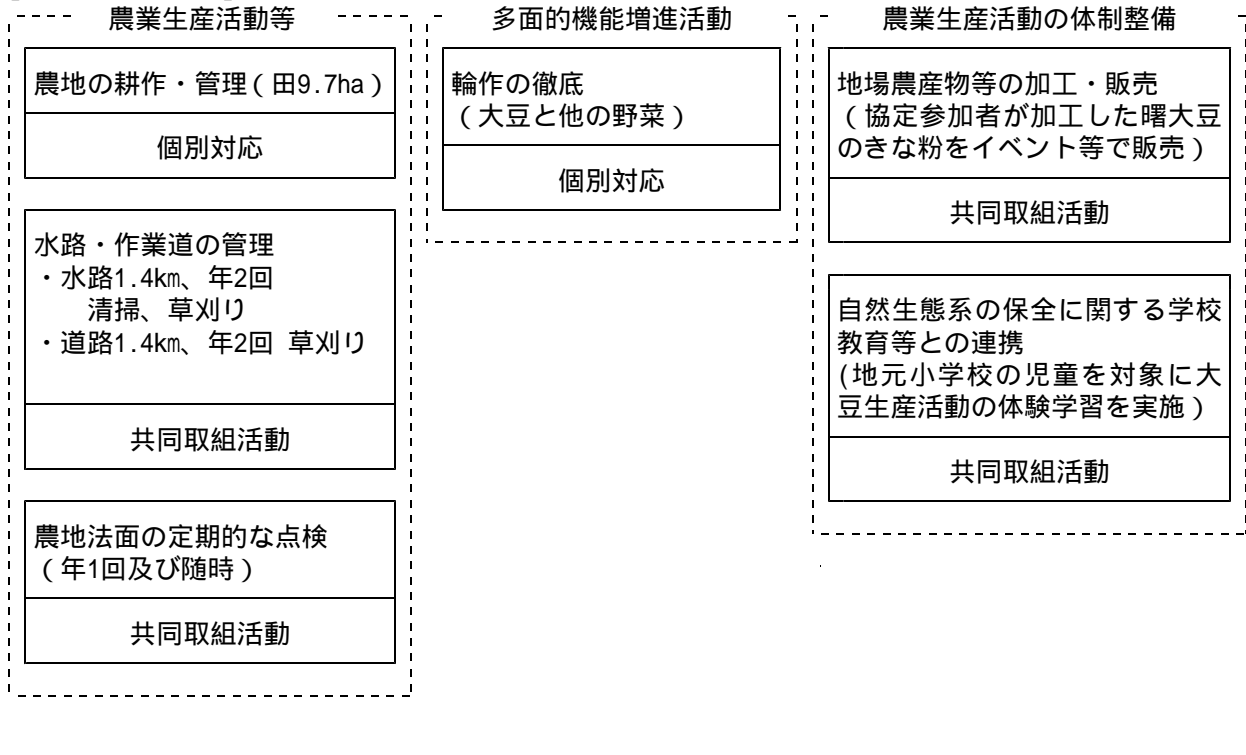 農業生産活動等
農地の耕作・管理(田9.7ha)
個別対応
水路・作業道の管理
・水路1.4㎞、年2回
清掃、草刈り
・道路1.4㎞、年2回 草刈り
共同取組活動
農地法面の定期的な点検
(年1回及び随時)
共同取組活動
多面的機能増進活動
輪作の徹底
(大豆と他の野菜)
個別対応
農業生産活動の体制整備
地場農産物等の加工・販売
(協定参加者が加工した曙大豆
のきな粉をイベント等で販売)
共同取組活動
自然生態系の保全に関する学校
教育等との連携
(地元小学校の児童を対象に大
豆生産活動の体験学習を実施)
共同取組活動